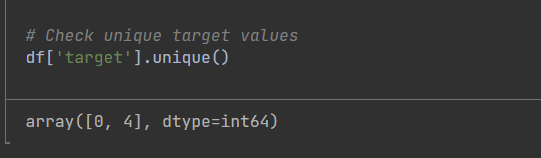 # Check unique target values
df['target'].unique()
array([0, 4], dtype=int64)